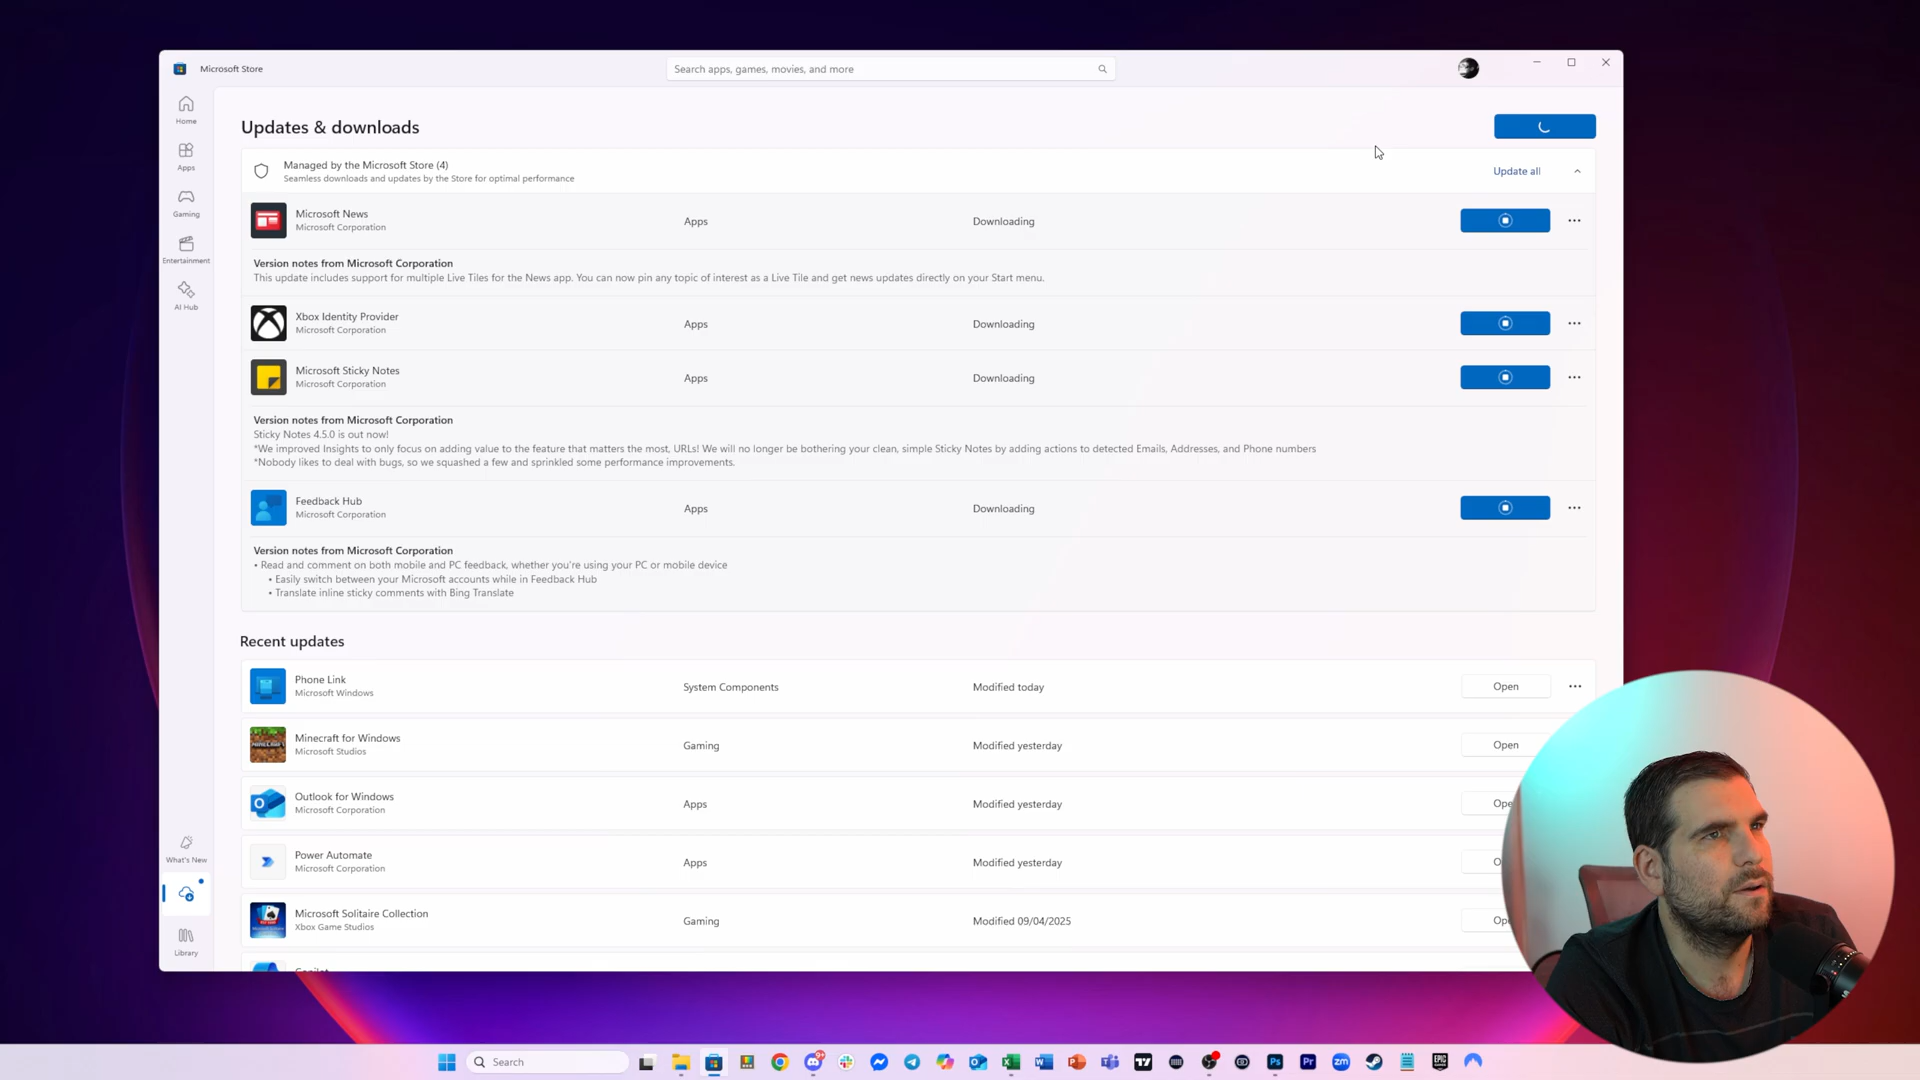 Microsoft Store
Search apps, games, movies, and more
Home
Apps
Gaming
Entertainment
AI Hub
What's New
Library
Updates & downloads
Managed by the Microsoft Store (4)
Seamless downloads and updates by the Store for optimal performance
Update all
Microsoft News
Microsoft Corporation
Apps
Downloading
Version notes from Microsoft Corporation
This update includes support for multiple Live Tiles for the News app. You can now pin any topic of interest as a Live Tile and get news updates directly on your Start menu.
Xbox Identity Provider
Microsoft Corporation
Apps
Downloading
Microsoft Sticky Notes
Microsoft Corporation
Apps
Downloading
Version notes from Microsoft Corporation
Sticky Notes 4.5.0 is out now!
*We improved Insights to only focus on adding value to the feature that matters the most, URLs! We will no longer be bothering your clean, simple Sticky Notes by adding actions to detected Emails, Addresses, and Phone numbers
*Nobody likes to deal with bugs, so we squashed a few and sprinkled some performance improvements.
Feedback Hub
Microsoft Corporation
Apps
Downloading
Version notes from Microsoft Corporation
• Read and comment on both mobile and PC feedback, whether you're using your PC or mobile device
• Easily switch between your Microsoft accounts while in Feedback Hub
• Translate inline sticky comments with Bing Translate
Recent updates
Phone Link
Microsoft Windows
System Components
Modified today
Open
Minecraft for Windows
Microsoft Studios
Gaming
Modified yesterday
Open
Outlook for Windows
Microsoft Corporation
Apps
Modified yesterday
Ope
Power Automate
Microsoft Corporation
Apps
Modified yesterday
O
Microsoft Solitaire Collection
Xbox Game Studios
Gaming
Modified 09/04/2025
Op
Search